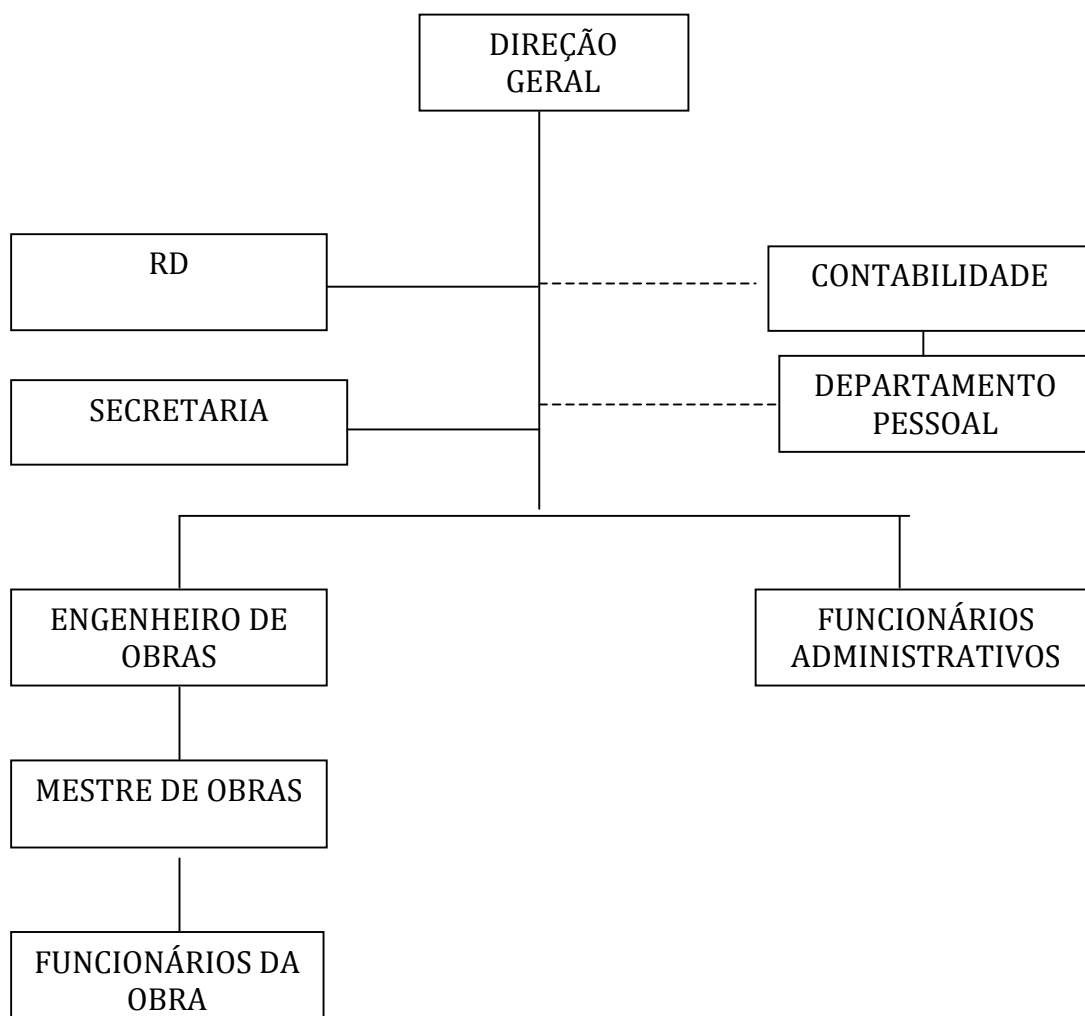 DIREÇÃO
GERAL
RD
CONTABILIDADE
SECRETARIA
DEPARTAMENTO
PESSOAL
ENGENHEIRO DE
OBRAS
FUNCIONÁRIOS
ADMINISTRATIVOS
MESTRE DE OBRAS
FUNCIONÁRIOS DA
OBRA